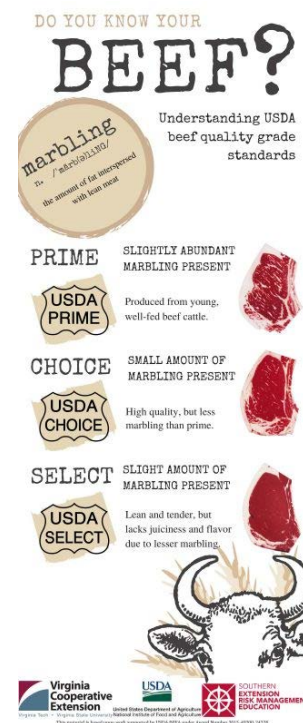 DO YOU KNOW YOUR
BEEF?
Understanding USDA
beef quality grade
standards
marbling
n. /ˈmärb(ə)liNG/
the amount of fat interspersed
with lean meat
PRIME
SLIGHTLY ABUNDANT
MARBLING PRESENT
USDA
PRIME
Produced from young,
well-fed beef cattle.
CHOICE
SMALL AMOUNT OF
MARBLING PRESENT
USDA
CHOICE
High quality, but less
marbling than prime.
SELECT
SLIGHT AMOUNT OF
MARBLING PRESENT
USDA
SELECT
Lean and tender, but
lacks juiciness and flavor
due to lesser marbling.
Virginia
Cooperative
Extension
Virginia Tech • Virginia State University
USDA
United States Department of Agriculture
National Institute of Food and Agriculture
SOUTHERN
EXTENSION
RISK MANAGEMENT
EDUCATION